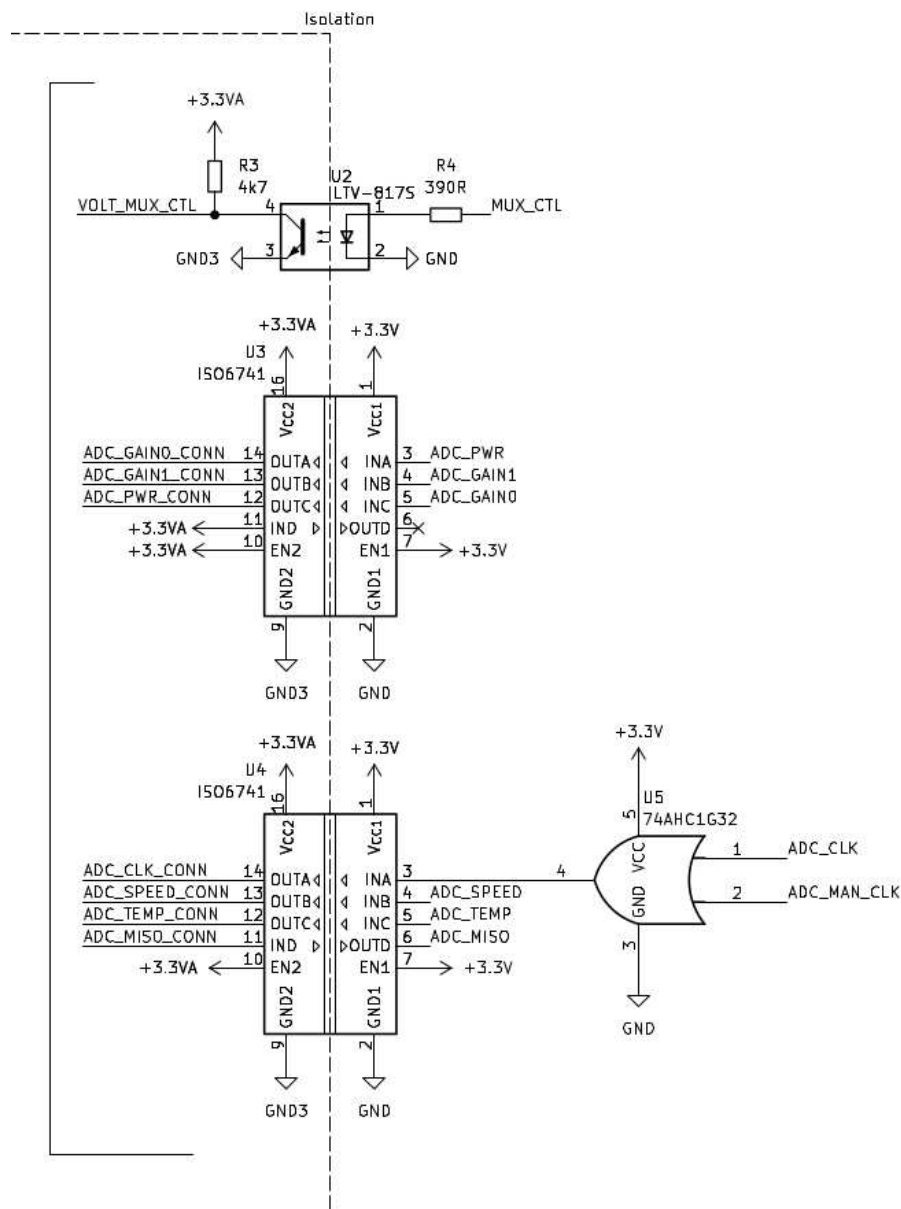 Isolation
+3.3VA
R3
4k7
U2
LTV-817S
R4
390R
VOLT_MUX_CTL
4
1
MUX_CTL
GND3
3
2
GND
+3.3VA
+3.3V
U3
ISO6741
16
1
Vcc2
Vcc1
ADC_GAIN0_CONN 14 OUTA INA 3 ADC_PWR
ADC_GAIN1_CONN 13 OUTB INB 4 ADC_GAIN1
ADC_PWR_CONN 12 OUTC INC 5 ADC_GAIN0
+3.3VA 11 IND OUTD 6
+3.3VA 10 EN2 EN1 7 +3.3V
GND2
GND1
9
2
GND3
GND
+3.3VA
+3.3V
U4
ISO6741
16
1
Vcc2
Vcc1
ADC_CLK_CONN 14 OUTA INA 3
ADC_SPEED_CONN 13 OUTB INB 4 ADC_SPEED
ADC_TEMP_CONN 12 OUTC INC 5 ADC_TEMP
ADC_MISO_CONN 11 IND OUTD 6 ADC_MISO
+3.3VA 10 EN2 EN1 7 +3.3V
GND2
GND1
9
2
GND3
GND
+3.3V
5
U5
74AHC1G32
VCC
GND
4
1
ADC_CLK
2
ADC_MAN_CLK
3
GND